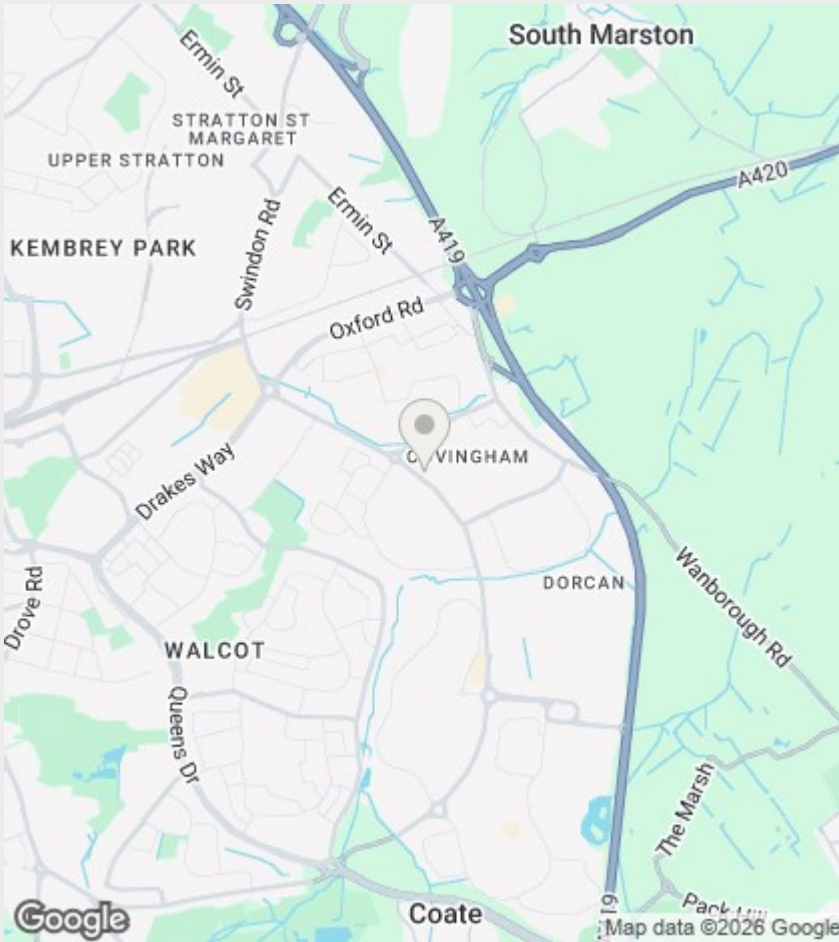 South Marston
Ermin St
STRATTON ST
MARGARET
UPPER STRATTON
A420
Ermin St
Swindon Rd
A419
KEMBREY PARK
Oxford Rd
VINGHAM
Drakes Way
DORCAN
Wanborough Rd
Drove Rd
WALCOT
Queens Dr
The Marsh
Coate
Google
Map data ©2026 Google